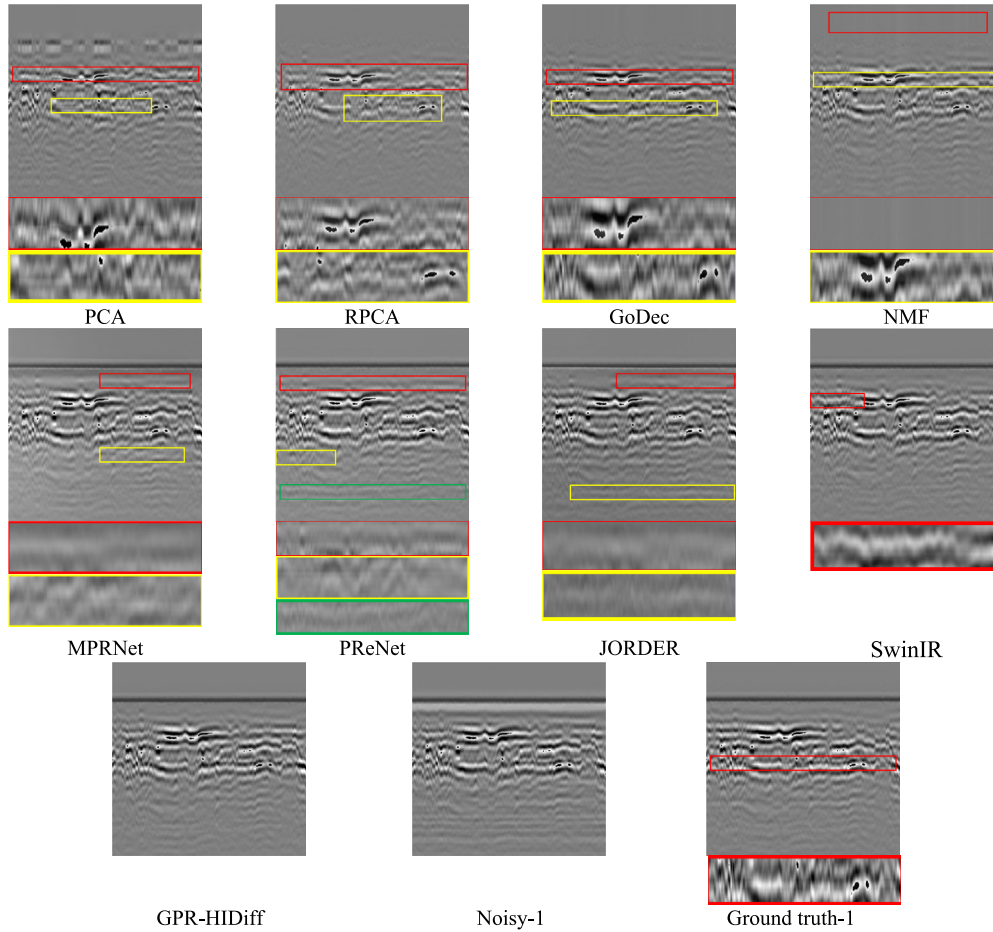 PCA
RPCA
GoDec
NMF
MPRNet
PReNet
JORDER
SwinIR
GPR-HIDiff
Noisy-1
Ground truth-1